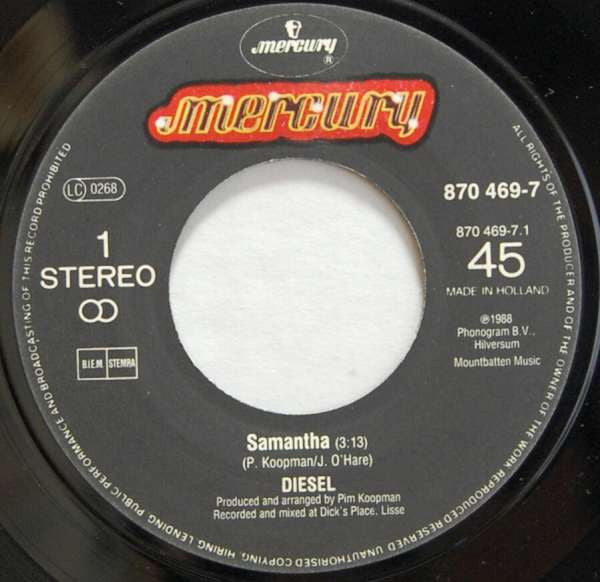 mercury
®
mercury
LC 0268
870 469-7
1
STEREO
870 469-7.1
45
MADE IN HOLLAND
℗1988
Phonogram B.V.,
Hilversum
Mountbatten Music
B.I.E.M. STEMRA
Samantha (3:13)
(P. Koopman/J. O'Hare)
DIESEL
Produced and arranged by Pim Koopman
Recorded and mixed at Dick's Place. Lisse
ALL RIGHTS OF THE PRODUCER AND OF THE OWNER OF THE WORK REPRODUCED RESERVED UNAUTHORISED COPYING, HIRING, LENDING, PUBLIC PERFORMANCE AND BROADCASTING OF THIS RECORD PROHIBITED